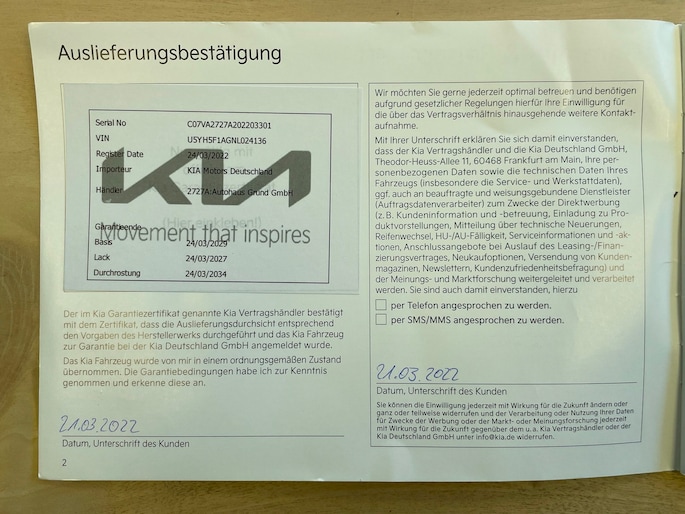 Auslieferungsbestätigung
Serial No C07VA2727A202203301
VIN U5YH5F1AGNL024136
Register Date 24/03/2022
Importeur KIA Motors Deutschland
Händler 2727A:Autohaus Grund GmbH
KIA
Garantieende
Movement that inspires
Basis 24/03/2029
Lack 24/03/2027
Durchrostung 24/03/2034
Der im Kia Garantiezertifikat genannte Kia Vertragshändler bestätigt
mit dem Zertifikat, dass die Auslieferungsdurchsicht entsprechend
den Vorgaben des Herstellerwerks durchgeführt und das Kia Fahrzeug
zur Garantie bei der Kia Deutschland GmbH angemeldet wurde.
Das Kia Fahrzeug wurde von mir in einem ordnungsgemäßen Zustand
übernommen. Die Garantiebedingungen habe ich zur Kenntnis
genommen und erkenne diese an.
21.03.2022
Datum, Unterschrift des Kunden
2
Wir möchten Sie gerne jederzeit optimal betreuen und benötigen
aufgrund gesetzlicher Regelungen hierfür Ihre Einwilligung für
die über das Vertragsverhältnis hinausgehende weitere Kontakt-
aufnahme.
Mit Ihrer Unterschrift erklären Sie sich damit einverstanden,
dass der Kia Vertragshändler und die Kia Deutschland GmbH,
Theodor-Heuss-Allee 11, 60468 Frankfurt am Main, Ihre per-
sonenbezogenen Daten sowie die technischen Daten Ihres
Fahrzeugs (insbesondere die Service- und Werkstattdaten),
ggf. auch an beauftragte und weisungsgebundene Dienstleister
(Auftragsdatenverarbeiter) zum Zwecke der Direktwerbung
(z. B. Kundeninformation und -betreuung, Einladung zu Pro-
duktvorstellungen, Mitteilung über technische Neuerungen,
Reifenwechsel, HU-/AU-Fälligkeit, Serviceinformationen und -ak-
tionen, Anschlussangebote bei Auslauf des Leasing-/Finan-
zierungsvertrages, Neukaufoptionen, Versendung von Kunden-
magazinen, Newslettern, Kundenzufriedenheitsbefragung) und
der Meinungs- und Marktforschung weitergeleitet und verarbeitet
werden. Sie sind auch damit einverstanden, hierzu
per Telefon angesprochen zu werden.
per SMS/MMS angesprochen zu werden.
21.03.2022
Datum, Unterschrift des Kunden
Sie können die Einwilligung jederzeit mit Wirkung für die Zukunft ändern oder
ganz oder teilweise widerrufen und der Verarbeitung oder Nutzung Ihrer Daten
für Zwecke der Werbung oder der Markt- oder Meinungsforschung jederzeit
mit Wirkung für die Zukunft gegenüber dem u. a. Kia Vertragshändler oder der
Kia Deutschland GmbH unter info@kia.de widerrufen.